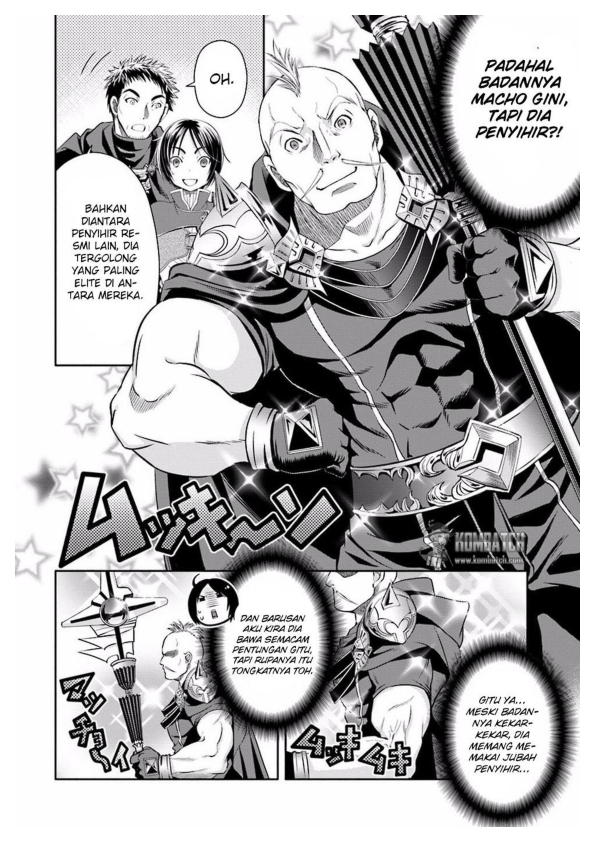 PADAHAL
BADANNYA
MACHO GINI,
TAPI DIA
PENYIHIR?!
OH.
BAHKAN
DIANTARA
PENYIHIR RE-
SMI LAIN, DIA
TERGOLONG
YANG PALING
ELITE DI AN-
TARA MEREKA.
ムッキ〜ン
KOMBATCH
www.kombatch.com
DAN BARUSAN
AKU KIRA DIA
BAWA SEMACAM
PENTUNGAN GITU,
TAPI RUPANYA ITU
TONGKATNYA TOH.
マッチョーイ
GITU YA...
MESKI BADAN-
NYA KEKAR-
KEKAR, DIA
MEMANG ME-
MAKAI JUBAH
PENYIHIR...
ムッキ
ムキ